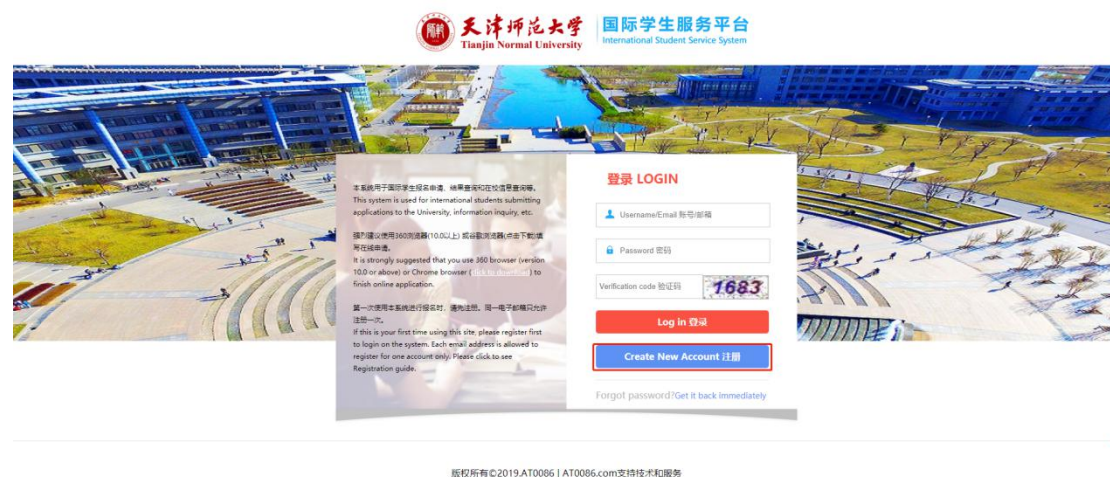 天津师范大学
Tianjin Normal University
国际学生服务平台
International Student Service System
本系统用于国际学生报名申请、结果查询和在校信息查询等。
This system is used for international students submitting
applications to the University, information inquiry, etc.
强烈建议使用360浏览器(10.0以上) 或谷歌浏览器(点击下载)填
写在线申请。
It is strongly suggested that you use 360 browser (version
10.0 or above) or Chrome browser (click to download) to
finish online application.
第一次使用本系统进行报名时，请先注册。同一电子邮箱只允许
注册一次。
If this is your first time using this site, please register first
to login on the system. Each email address is allowed to
register for one account only. Please click to see
Registration guide.
登录 LOGIN
Username/Email 账号/邮箱
Password 密码
Verification code 验证码
1683
Log in 登录
Create New Account 注册
Forgot password?Get it back immediately
版权所有©2019.AT0086 | AT0086.com支持技术和服务